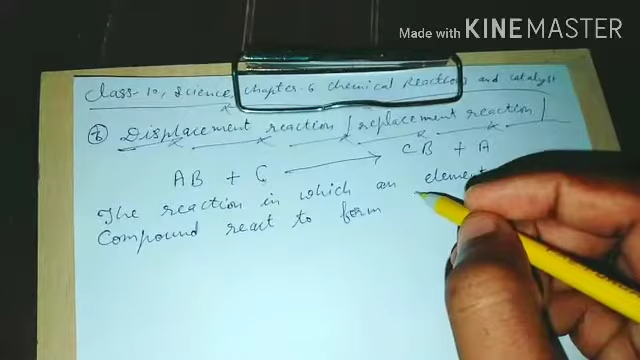 Made with KINEMASTER
Class-10, Science, Chapter-6 Chemical Reactions and catalyst
Displacement reaction / replacement reaction /
AB + C ⟶ CB + A
The reaction in which an element
Compound react to form